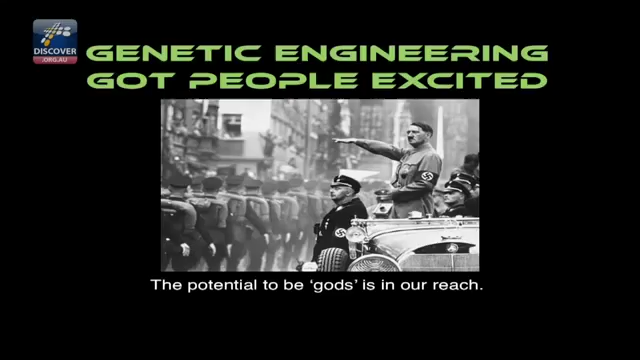 DISCOVER
.ORG.AU
GENETIC ENGINEERING
GOT PEOPLE EXCITED
The potential to be ‘gods’ is in our reach.